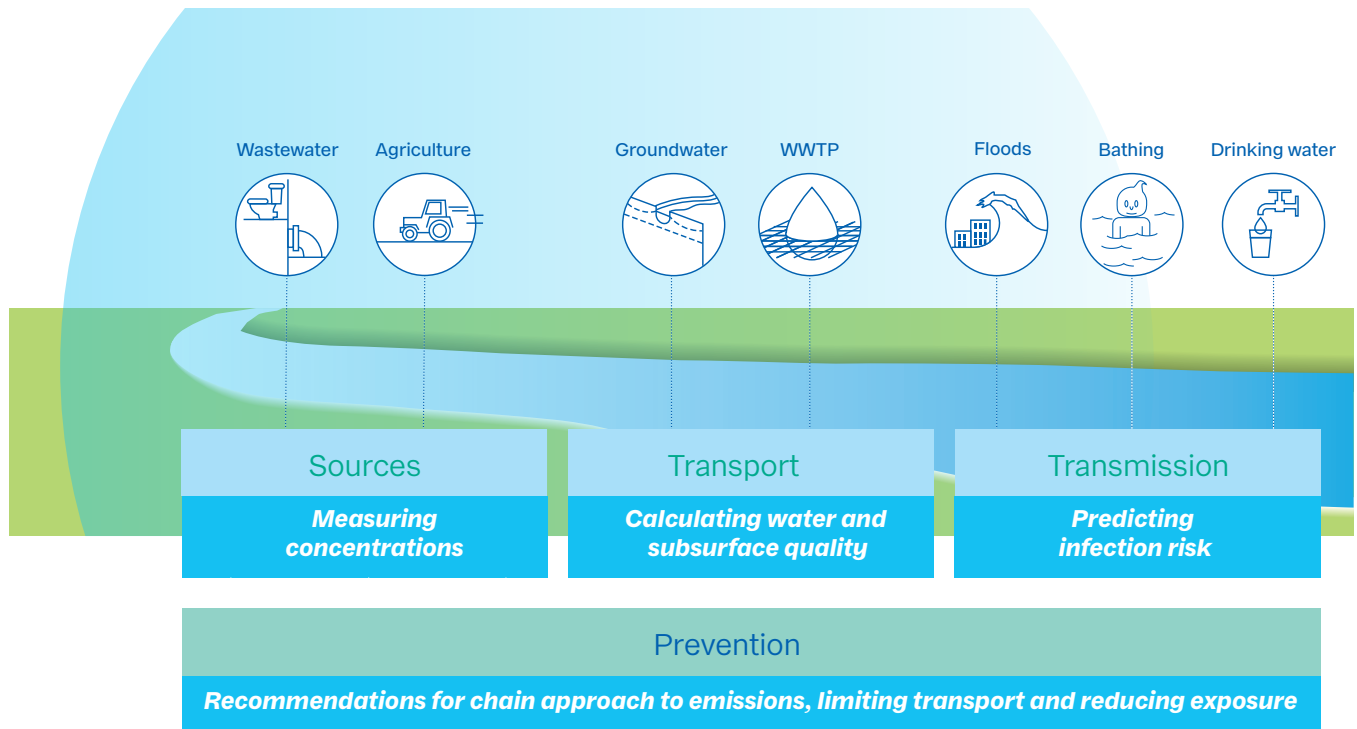 Wastewater
Agriculture
Groundwater
WWTP
Floods
Bathing
Drinking water
Sources
Measuring
concentrations
Transport
Calculating water and
subsurface quality
Transmission
Predicting
infection risk
Prevention
Recommendations for chain approach to emissions, limiting transport and reducing exposure